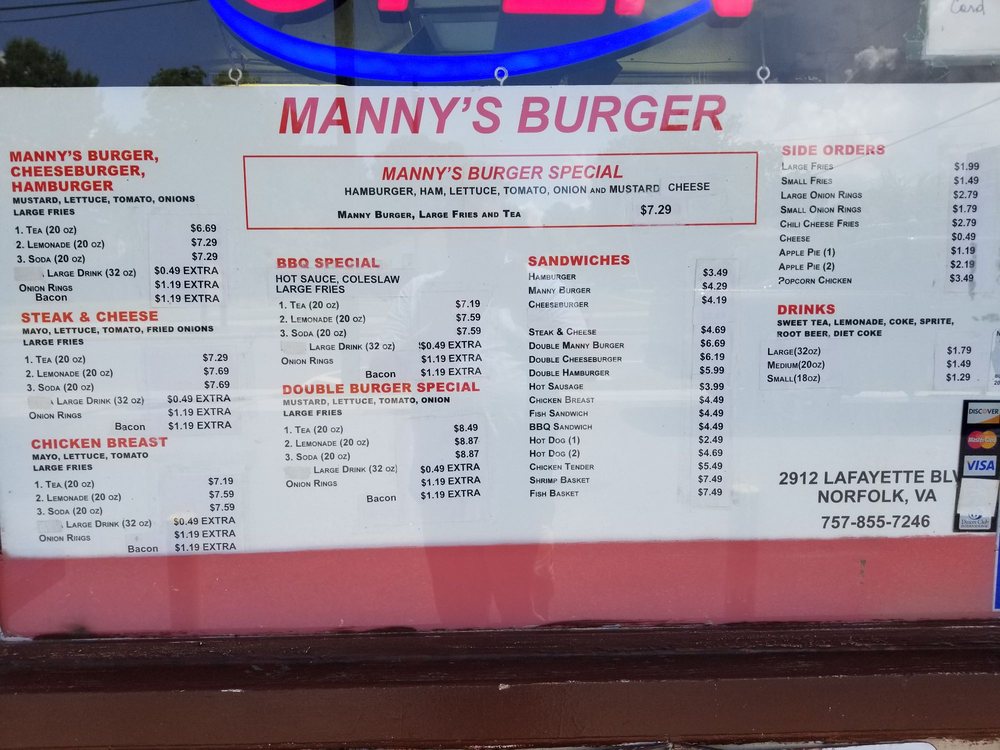 OPEN
Card
MANNY'S BURGER
MANNY'S BURGER SPECIAL
HAMBURGER, HAM, LETTUCE, TOMATO, ONION AND MUSTARD CHEESE
MANNY BURGER, LARGE FRIES AND TEA $7.29
MANNY'S BURGER,
CHEESEBURGER,
HAMBURGER
MUSTARD, LETTUCE, TOMATO, ONIONS
LARGE FRIES
1. TEA (20 OZ) $6.69
2. LEMONADE (20 OZ) $7.29
3. SODA (20 OZ) $7.29
LARGE DRINK (32 OZ) $0.49 EXTRA
ONION RINGS $1.19 EXTRA
Bacon $1.19 EXTRA
STEAK & CHEESE
MAYO, LETTUCE, TOMATO, FRIED ONIONS
LARGE FRIES
1. TEA (20 OZ) $7.29
2. LEMONADE (20 OZ) $7.69
3. SODA (20 OZ) $7.69
LARGE DRINK (32 OZ) $0.49 EXTRA
ONION RINGS $1.19 EXTRA
Bacon $1.19 EXTRA
CHICKEN BREAST
MAYO, LETTUCE, TOMATO
LARGE FRIES
1. TEA (20 OZ) $7.19
2. LEMONADE (20 OZ) $7.59
3. SODA (20 OZ) $7.59
LARGE DRINK (32 OZ) $0.49 EXTRA
ONION RINGS $1.19 EXTRA
Bacon $1.19 EXTRA
BBQ SPECIAL
HOT SAUCE, COLESLAW
LARGE FRIES
1. TEA (20 OZ) $7.19
2. LEMONADE (20 OZ) $7.59
3. SODA (20 OZ) $7.59
LARGE DRINK (32 OZ) $0.49 EXTRA
ONION RINGS $1.19 EXTRA
Bacon $1.19 EXTRA
DOUBLE BURGER SPECIAL
MUSTARD, LETTUCE, TOMATO, ONION
LARGE FRIES
1. TEA (20 OZ) $8.49
2. LEMONADE (20 OZ) $8.87
3. SODA (20 OZ) $8.87
LARGE DRINK (32 OZ) $0.49 EXTRA
ONION RINGS $1.19 EXTRA
Bacon $1.19 EXTRA
SANDWICHES
HAMBURGER $3.49
MANNY BURGER $4.29
CHEESEBURGER $4.19
STEAK & CHEESE $4.69
DOUBLE MANNY BURGER $6.69
DOUBLE CHEESEBURGER $6.19
DOUBLE HAMBURGER $5.99
HOT SAUSAGE $3.99
CHICKEN BREAST $4.49
FISH SANDWICH $4.49
BBQ SANDWICH $4.49
HOT DOG (1) $2.49
HOT DOG (2) $4.69
CHICKEN TENDER $5.49
SHRIMP BASKET $7.49
FISH BASKET $7.49
SIDE ORDERS
LARGE FRIES $1.99
SMALL FRIES $1.49
LARGE ONION RINGS $2.79
SMALL ONION RINGS $1.79
CHILI CHEESE FRIES $2.79
CHEESE $0.49
APPLE PIE (1) $1.19
APPLE PIE (2) $2.19
POPCORN CHICKEN $3.49
DRINKS
SWEET TEA, LEMONADE, COKE, SPRITE,
ROOT BEER, DIET COKE
LARGE(32OZ) $1.79
MEDIUM(20OZ) $1.49
SMALL(18OZ) $1.29
2912 LAFAYETTE BLV
NORFOLK, VA
757-855-7246
DISCOVER
MasterCard
VISA
Diners Club
INTERNATIONAL